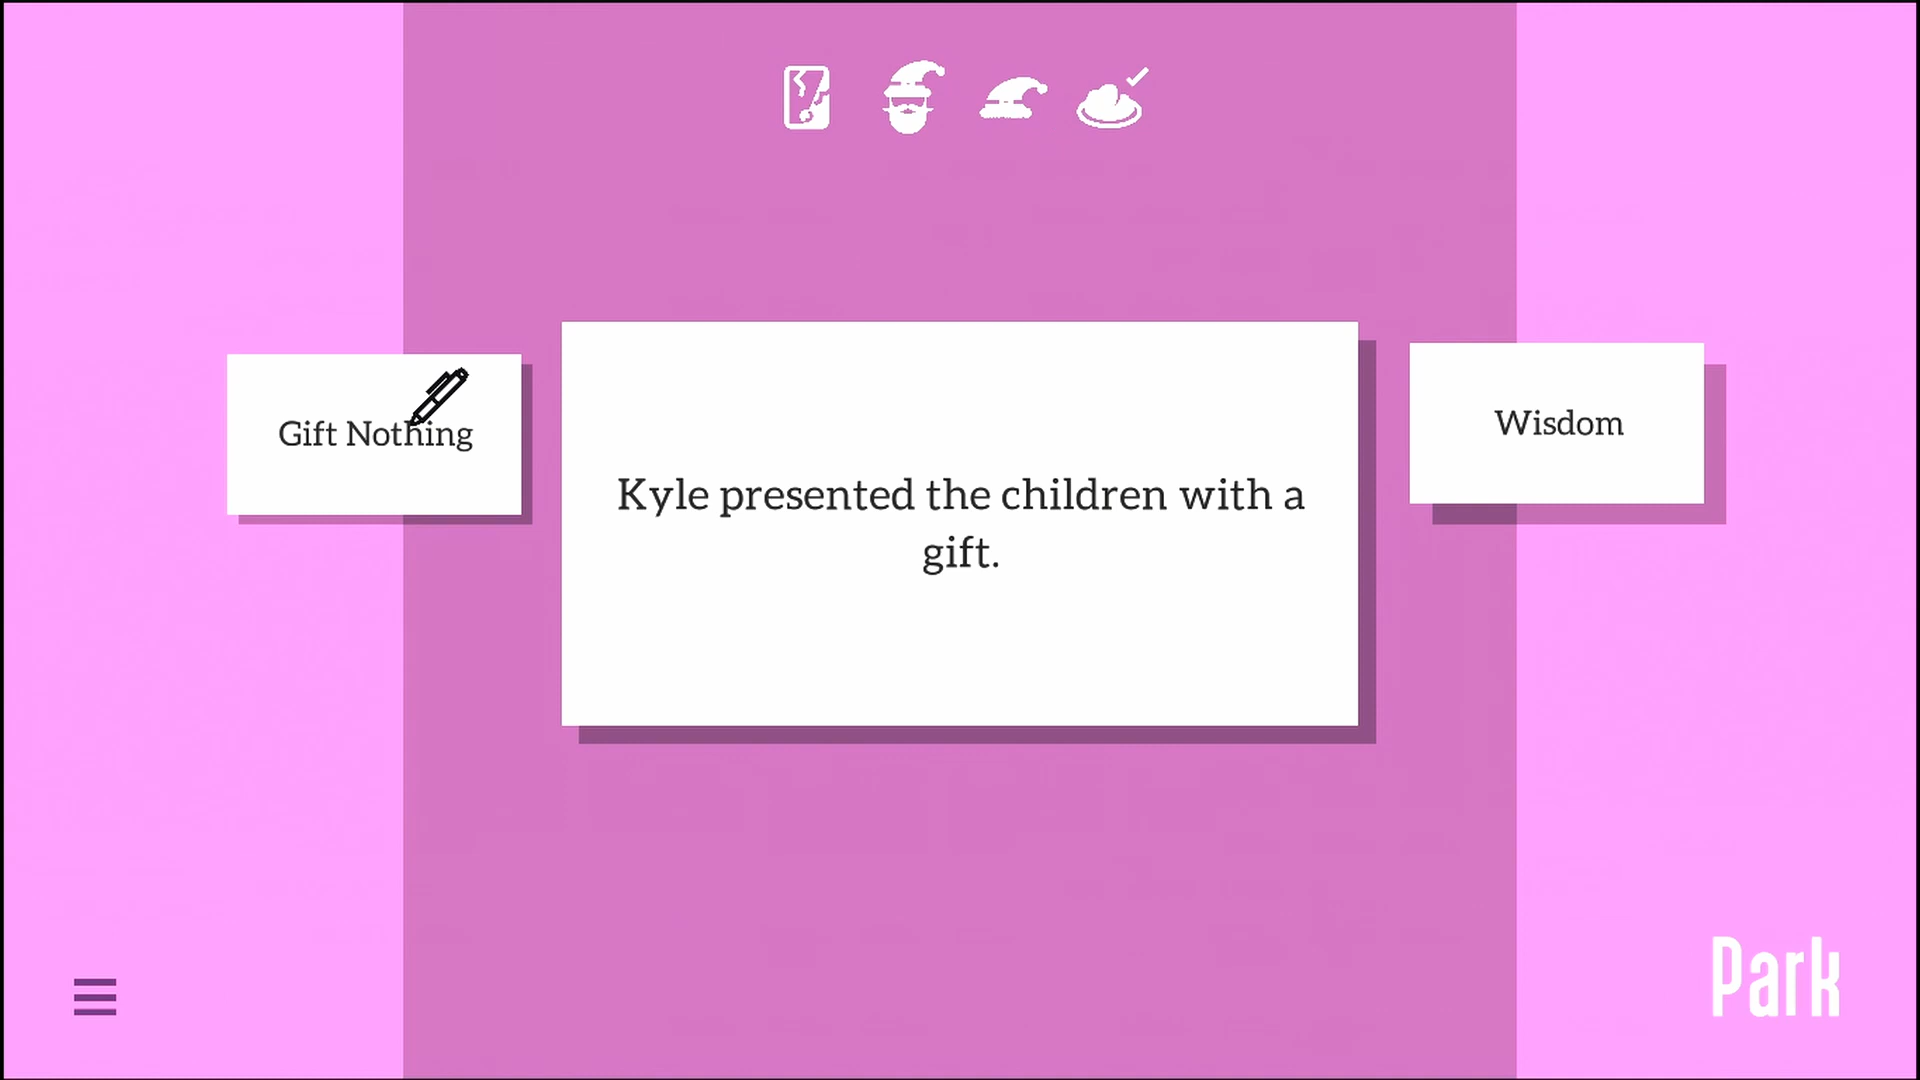 Gift Nothing
Kyle presented the children with a
gift.
Wisdom
Park